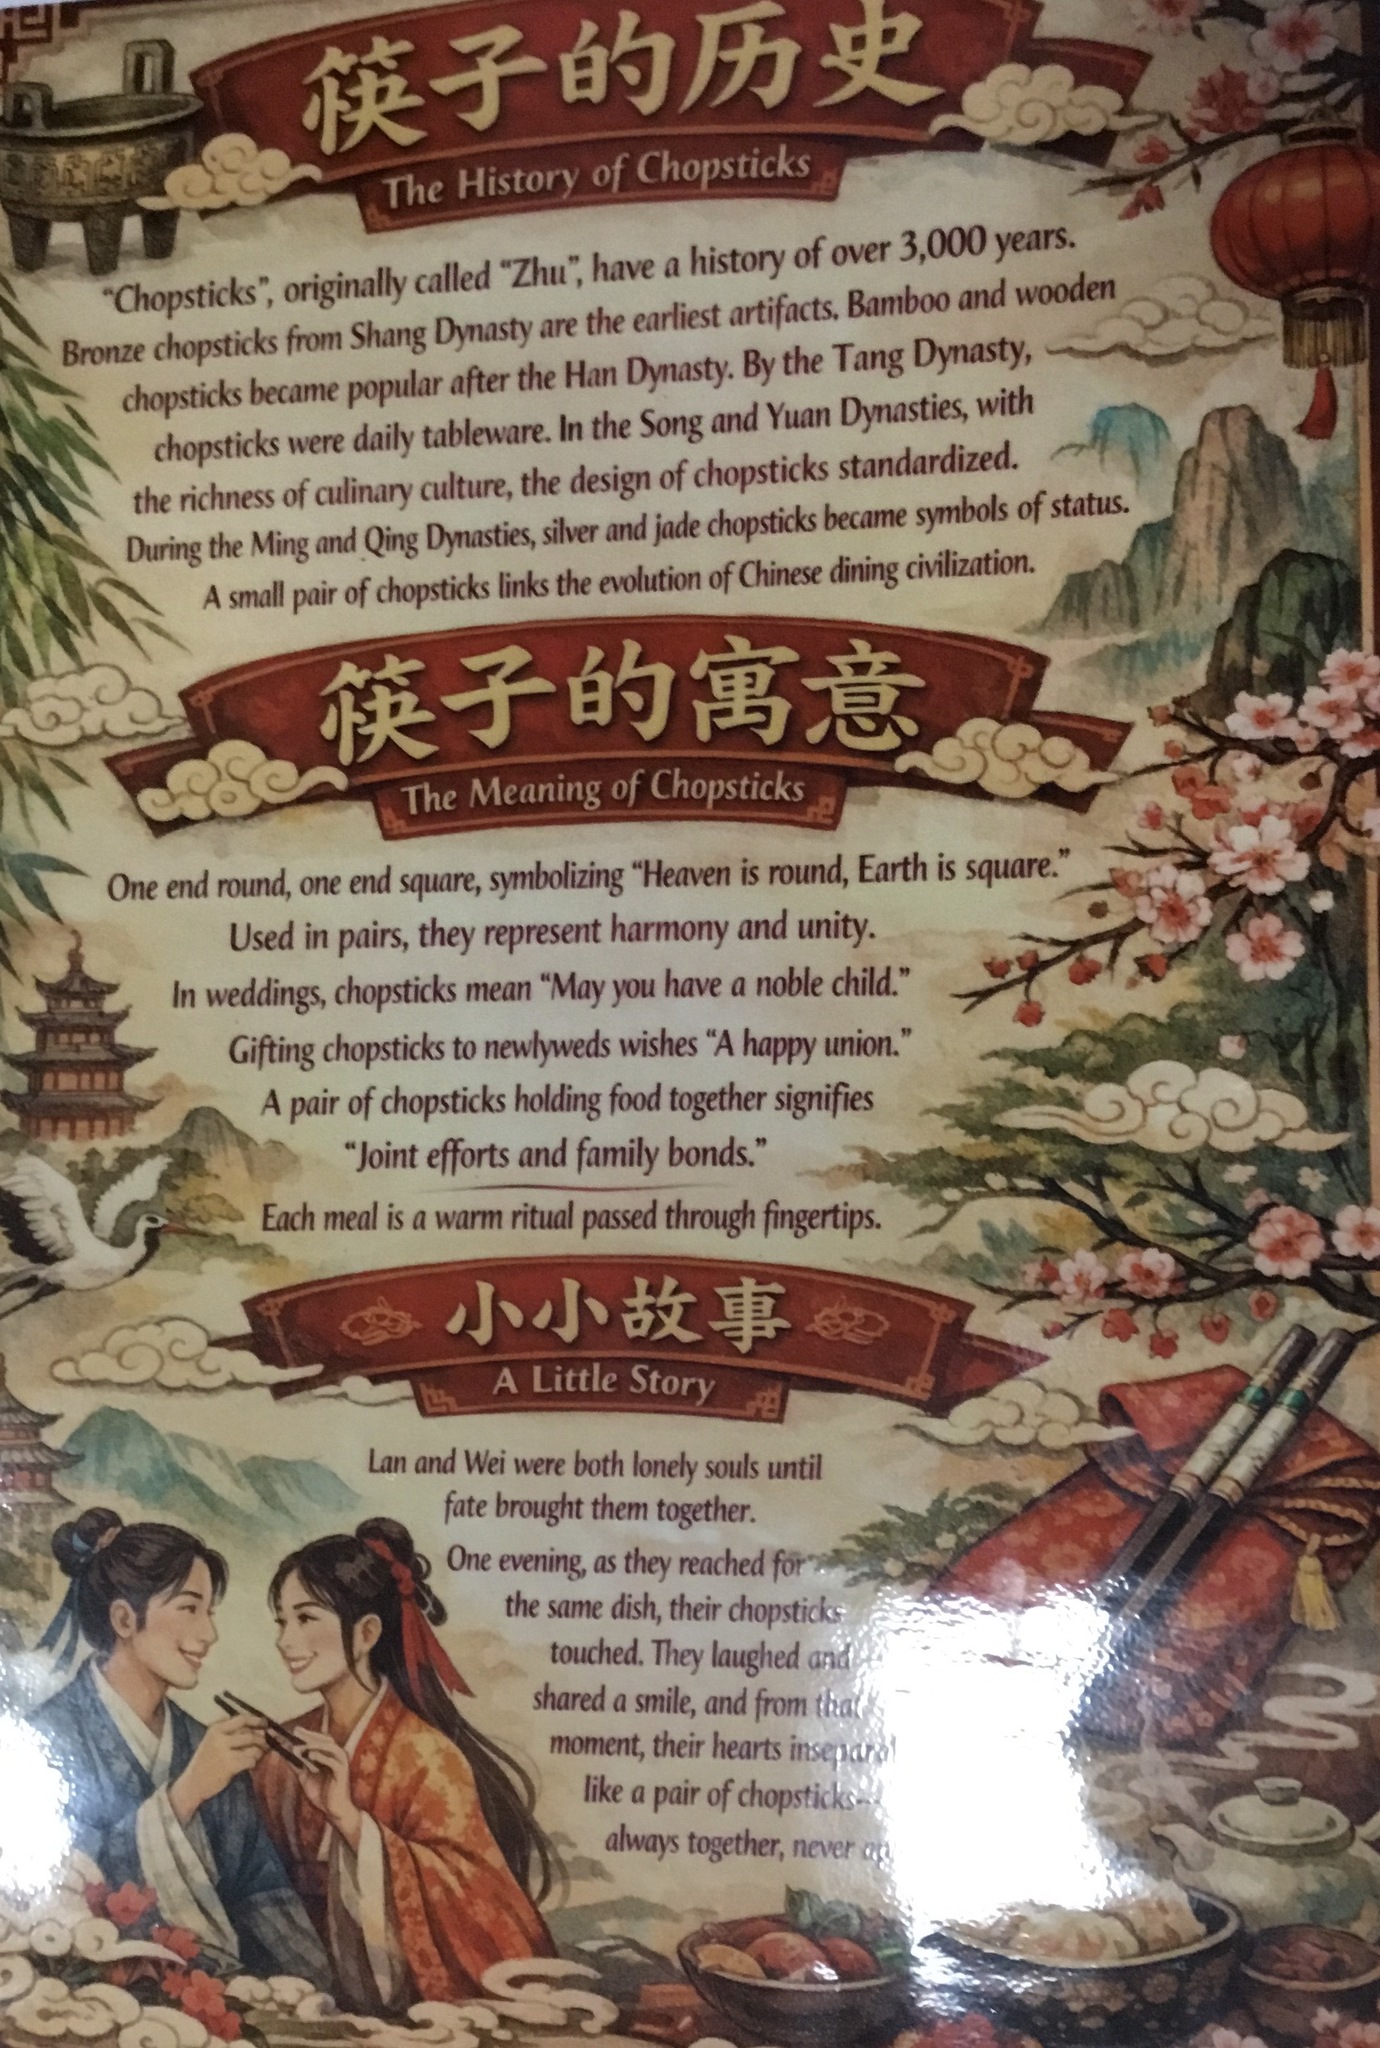 筷子的历史
The History of Chopsticks
“Chopsticks”, originally called “Zhu”, have a history of over 3,000 years.
Bronze chopsticks from Shang Dynasty are the earliest artifacts. Bamboo and wooden
chopsticks became popular after the Han Dynasty. By the Tang Dynasty,
chopsticks were daily tableware. In the Song and Yuan Dynasties, with
the richness of culinary culture, the design of chopsticks standardized.
During the Ming and Qing Dynasties, silver and jade chopsticks became symbols of status.
A small pair of chopsticks links the evolution of Chinese dining civilization.
筷子的寓意
The Meaning of Chopsticks
One end round, one end square, symbolizing “Heaven is round, Earth is square.”
Used in pairs, they represent harmony and unity.
In weddings, chopsticks mean “May you have a noble child.”
Gifting chopsticks to newlyweds wishes “A happy union.”
A pair of chopsticks holding food together signifies
“Joint efforts and family bonds.”
Each meal is a warm ritual passed through fingertips.
小小故事
A Little Story
Lan and Wei were both lonely souls until
fate brought them together.
One evening, as they reached for
the same dish, their chopsticks
touched. They laughed and
shared a smile, and from that
moment, their hearts
like a pair of chopsticks—
always together, never